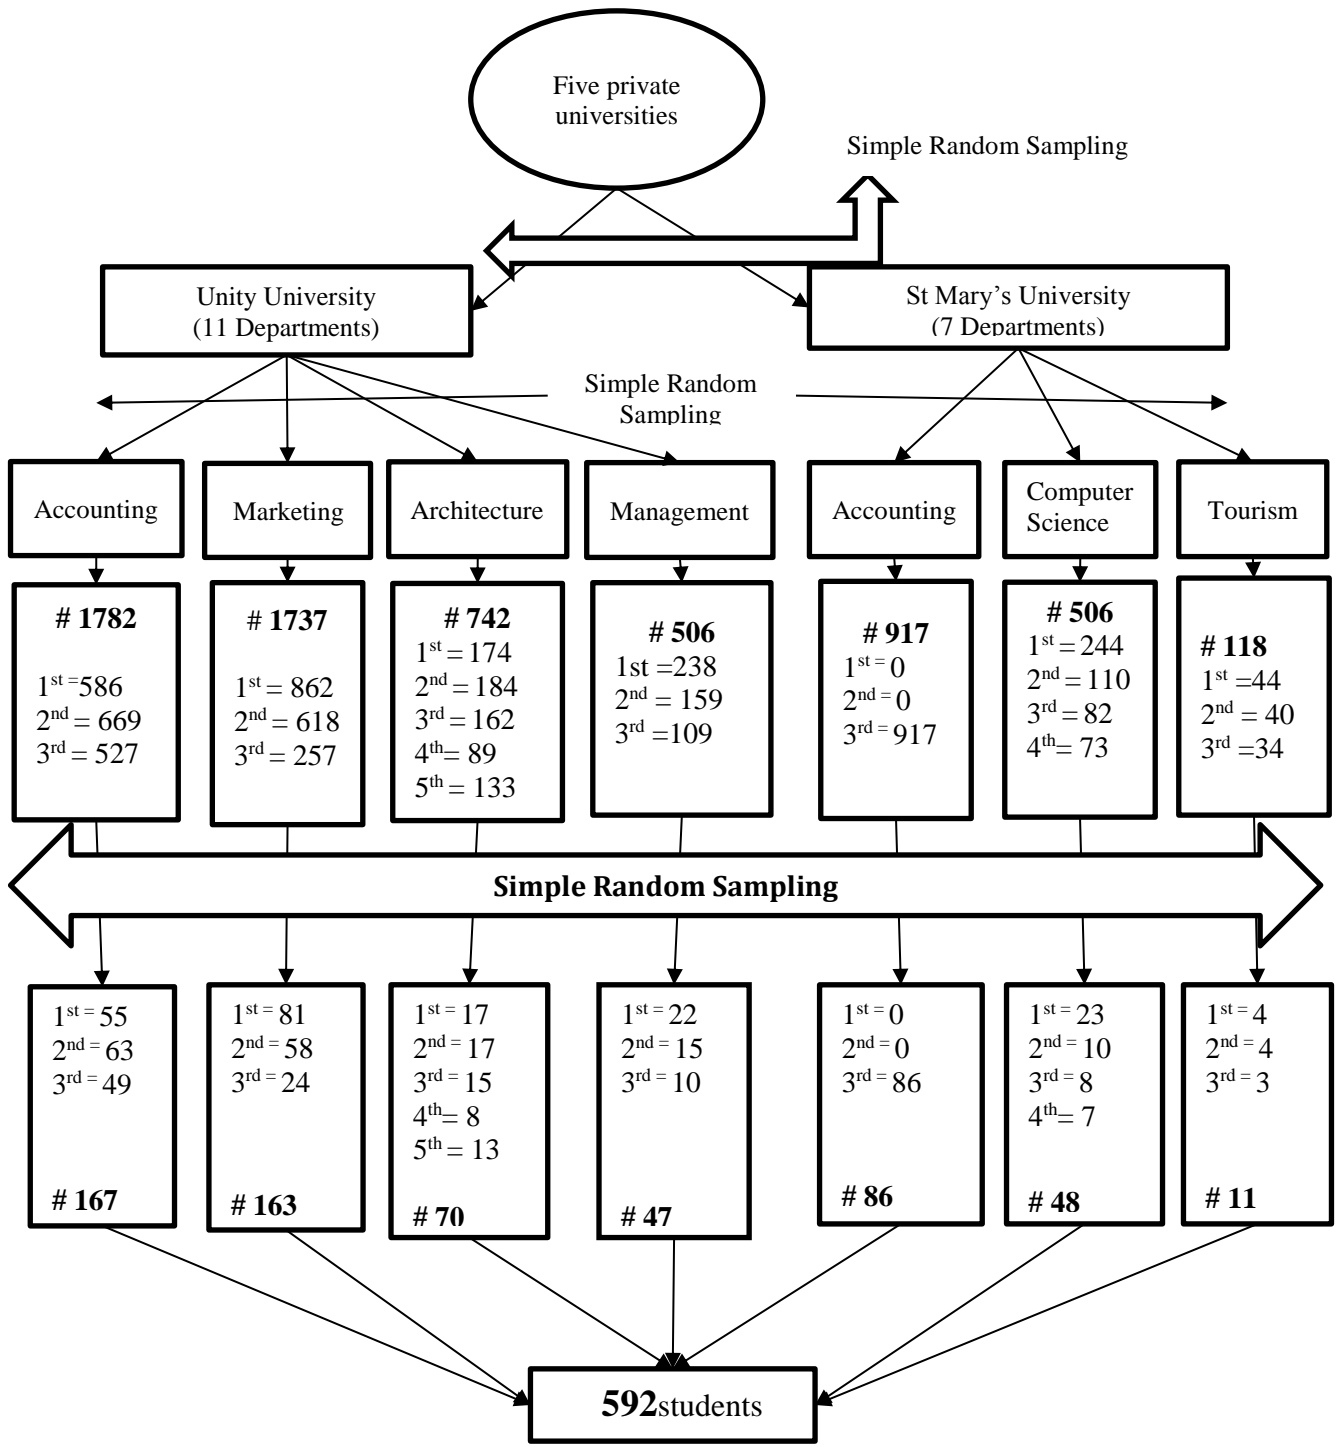 Five private
universities
Simple Random Sampling
Unity University
(11 Departments)
St Mary’s University
(7 Departments)
Simple Random
Sampling
Accounting
Marketing
Architecture
Management
Accounting
Computer
Science
Tourism
# 1782
1st =586
2nd = 669
3rd = 527
# 1737
1st = 862
2nd = 618
3rd = 257
# 742
1st = 174
2nd = 184
3rd = 162
4th= 89
5th = 133
# 506
1st =238
2nd = 159
3rd =109
# 917
1st = 0
2nd = 0
3rd = 917
# 506
1st = 244
2nd = 110
3rd = 82
4th= 73
# 118
1st =44
2nd = 40
3rd =34
Simple Random Sampling
1st = 55
2nd = 63
3rd = 49
# 167
1st = 81
2nd = 58
3rd = 24
# 163
1st = 17
2nd = 17
3rd = 15
4th= 8
5th = 13
# 70
1st = 22
2nd = 15
3rd = 10
# 47
1st = 0
2nd = 0
3rd = 86
# 86
1st = 23
2nd = 10
3rd = 8
4th= 7
# 48
1st = 4
2nd = 4
3rd = 3
# 11
592students